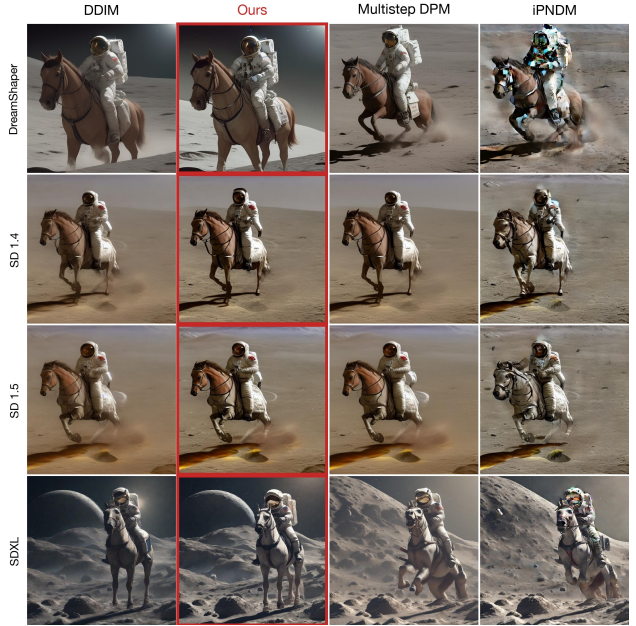 DDIM
Ours
Multistep DPM
iPNDM
DreamShaper
SD 1.4
SD 1.5
SDXL